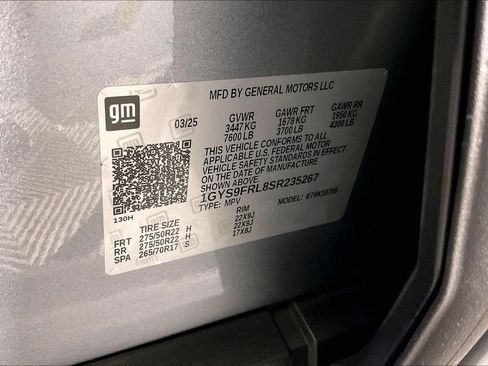 gm
MFD BY GENERAL MOTORS LLC
03/25 GVWR GAWR FRT GAWR RR
3447 KG 1678 KG 1950 KG
7600 LB 3700 LB 4300 LB
THIS VEHICLE CONFORMS TO ALL
APPLICABLE U.S. FEDERAL MOTOR
VEHICLE SAFETY STANDARDS IN EFFECT
ON THE DATE OF MANUFACTURE SHOWN ABOVE.
1GYS9FRL8SR235267
TYPE: MPV MODEL: 6T6K10706
130H
TIRE SIZE RIM
FRT 275/50R22 H 22X9J
RR 275/50R22 H 22X9J
SPA 265/70R17 S 17X8J